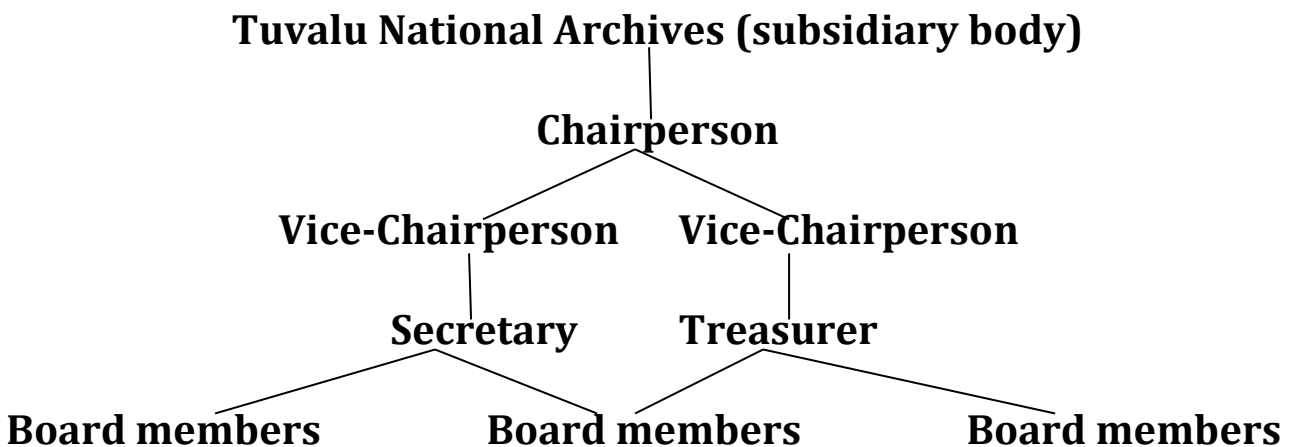 Tuvalu National Archives (subsidiary body)
Chairperson
Vice-Chairperson Vice-Chairperson
Secretary Treasurer
Board members Board members Board members